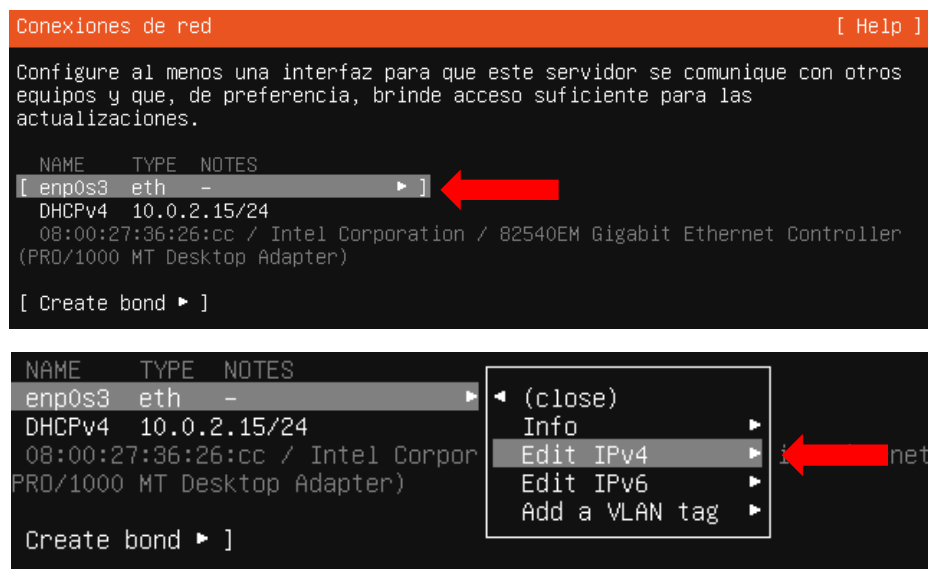 Conexiones de red [ Help ]
Configure al menos una interfaz para que este servidor se comunique con otros
equipos y que, de preferencia, brinde acceso suficiente para las
actualizaciones.
NAME TYPE NOTES
[ enp0s3 eth – ▸ ]
DHCPv4 10.0.2.15/24
08:00:27:36:26:cc / Intel Corporation / 82540EM Gigabit Ethernet Controller
(PRO/1000 MT Desktop Adapter)
[ Create bond ▸ ]
NAME TYPE NOTES
enp0s3 eth – ▸
DHCPv4 10.0.2.15/24
08:00:27:36:26:cc / Intel Corpor
PRO/1000 MT Desktop Adapter)
Create bond ▸ ]
◂ (close)
Info ▸
Edit IPv4 ▸
Edit IPv6 ▸
Add a VLAN tag ▸
net